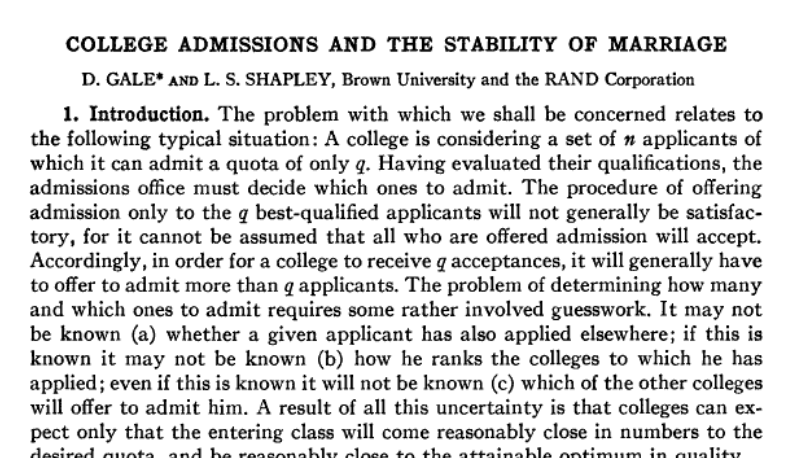 COLLEGE ADMISSIONS AND THE STABILITY OF MARRIAGE
D. GALE* AND L. S. SHAPLEY, Brown University and the RAND Corporation
1. Introduction. The problem with which we shall be concerned relates to
the following typical situation: A college is considering a set of n applicants of
which it can admit a quota of only q. Having evaluated their qualifications, the
admissions office must decide which ones to admit. The procedure of offering
admission only to the q best-qualified applicants will not generally be satisfac-
tory, for it cannot be assumed that all who are offered admission will accept.
Accordingly, in order for a college to receive q acceptances, it will generally have
to offer to admit more than q applicants. The problem of determining how many
and which ones to admit requires some rather involved guesswork. It may not
be known (a) whether a given applicant has also applied elsewhere; if this is
known it may not be known (b) how he ranks the colleges to which he has
applied; even if this is known it will not be known (c) which of the other colleges
will offer to admit him. A result of all this uncertainty is that colleges can ex-
pect only that the entering class will come reasonably close in numbers to the
desired quota, and be reasonably close to the attainable optimum in quality.